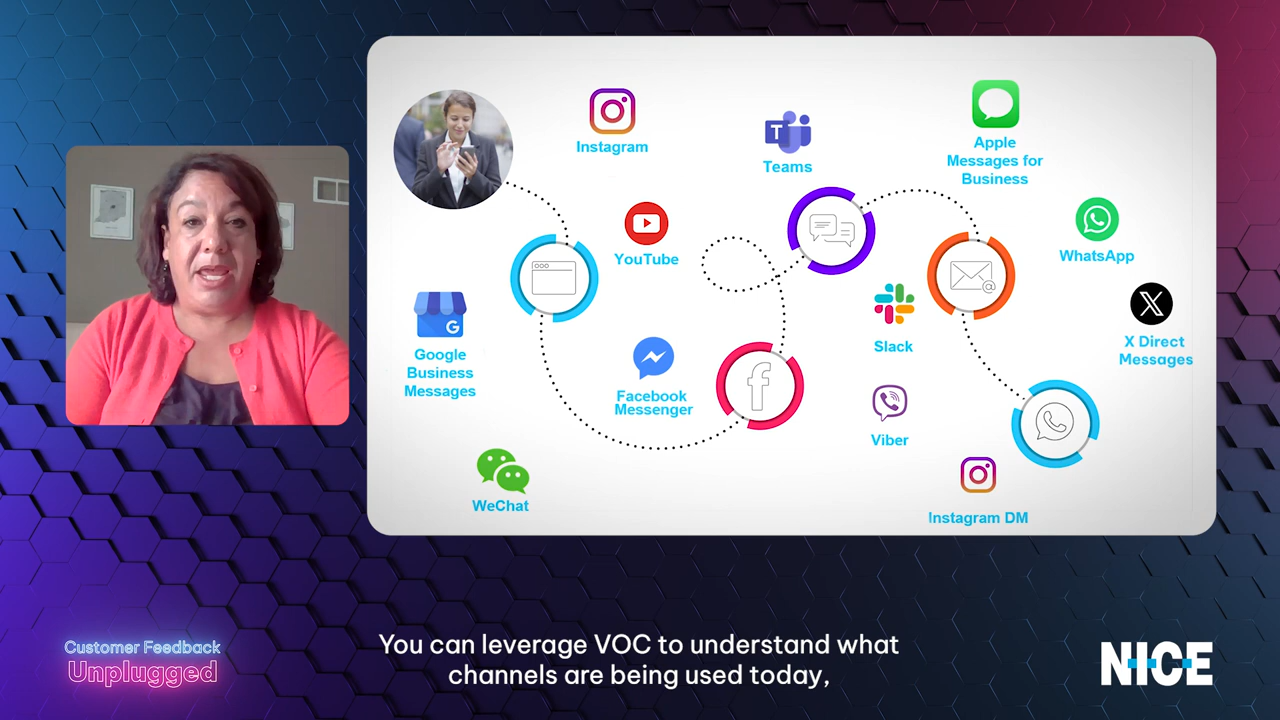 Instagram
Teams
Apple
Messages for
Business
YouTube
WhatsApp
Google
Business
Messages
Slack
X Direct
Messages
Facebook
Messenger
Viber
WeChat
Instagram DM
You can leverage VOC to understand what
channels are being used today,
Customer Feedback
Unplugged
NICE